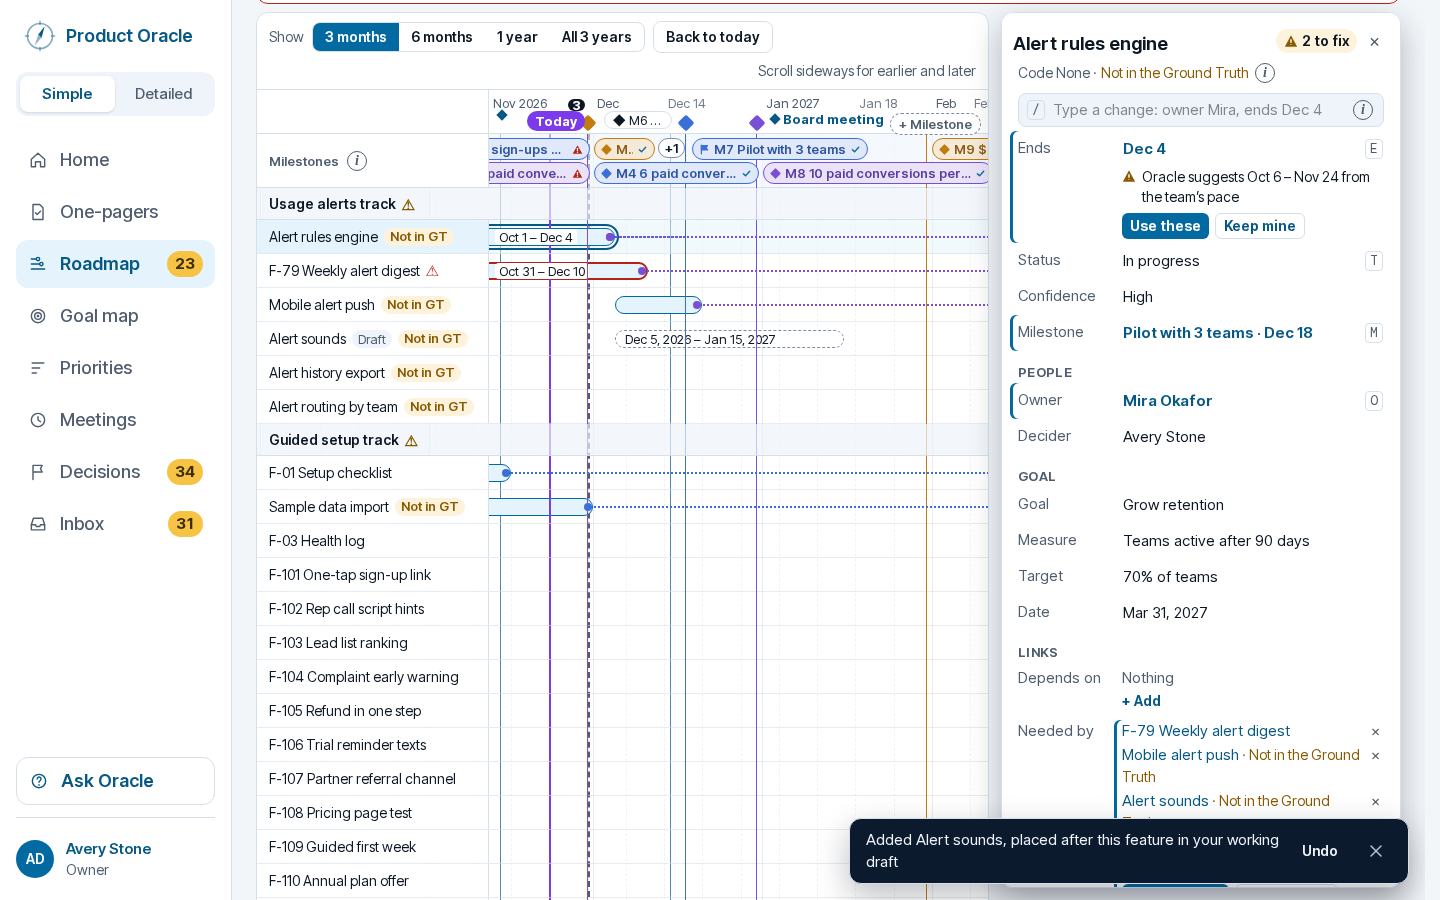 Product Oracle
Simple
Detailed
Home
One-pagers
Roadmap
23
Goal map
Priorities
Meetings
Decisions
34
Inbox
31
Ask Oracle
AD
Avery Stone
Owner
Show
3 months
6 months
1 year
All 3 years
Back to today
Scroll sideways for earlier and later
Nov 2026
3
Dec
Dec 14
Jan 2027
Jan 18
Feb
Fe
Today
M6 ...
Board meeting
+ Milestone
Milestones
i
sign-ups ...
M..
+1
M7 Pilot with 3 teams
M9 $
paid conve...
M4 6 paid conver...
M8 10 paid conversions per...
Usage alerts track
Alert rules engine
Not in GT
Oct 1 – Dec 4
F-79 Weekly alert digest
Oct 31 – Dec 10
Mobile alert push
Not in GT
Alert sounds
Draft
Not in GT
Dec 5, 2026 – Jan 15, 2027
Alert history export
Not in GT
Alert routing by team
Not in GT
Guided setup track
F-01 Setup checklist
Sample data import
Not in GT
F-03 Health log
F-101 One-tap sign-up link
F-102 Rep call script hints
F-103 Lead list ranking
F-104 Complaint early warning
F-105 Refund in one step
F-106 Trial reminder texts
F-107 Partner referral channel
F-108 Pricing page test
F-109 Guided first week
F-110 Annual plan offer
Alert rules engine
2 to fix
×
Code None · Not in the Ground Truth
i
/
Type a change: owner Mira, ends Dec 4
i
Ends
Dec 4
E
Oracle suggests Oct 6 – Nov 24 from
the team's pace
Use these
Keep mine
Status
In progress
T
Confidence
High
Milestone
Pilot with 3 teams · Dec 18
M
PEOPLE
Owner
Mira Okafor
O
Decider
Avery Stone
GOAL
Goal
Grow retention
Measure
Teams active after 90 days
Target
70% of teams
Date
Mar 31, 2027
LINKS
Depends on
Nothing
+ Add
Needed by
F-79 Weekly alert digest
×
Mobile alert push · Not in the Ground
Truth
×
Alert sounds · Not in the Ground
×
Added Alert sounds, placed after this feature in your working
draft
Undo